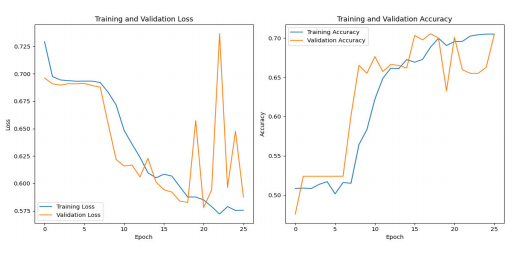 Training and Validation Loss
0.725
0.700
0.675
0.650
0.625
0.600
0.575
Loss
Training Loss
Validation Loss
0
5
10
15
20
25
Epoch
Training and Validation Accuracy
Training Accuracy
Validation Accuracy
0.70
0.65
0.60
0.55
0.50
Accuracy
0
5
10
15
20
25
Epoch